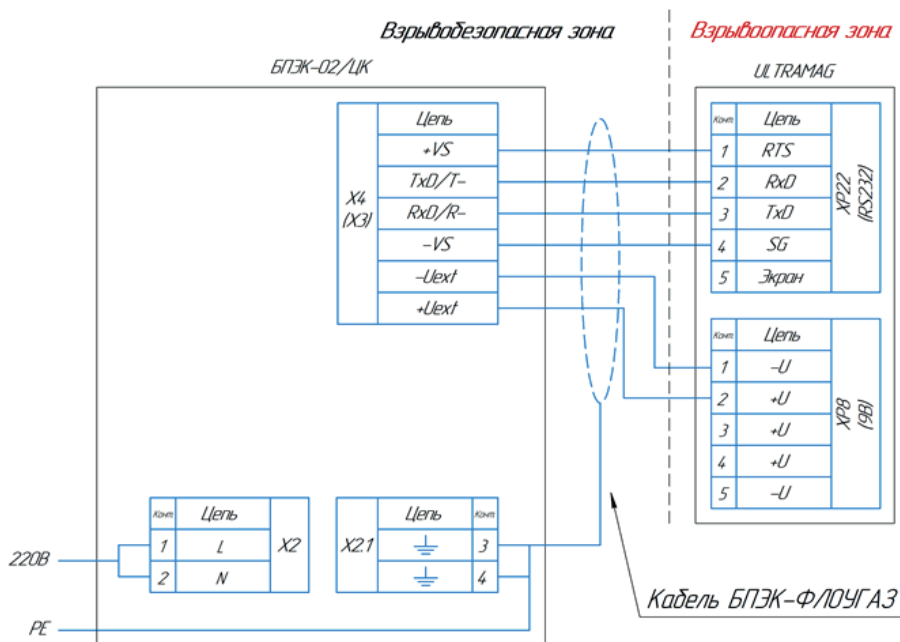 Взрывобезопасная зона
Взрывоопасная зона
БПЭК-02/ЦК
ULTRAMAG
X4
(X3)
Цепь
+VS
TxD/T-
RxD/R-
-VS
-Uext
+Uext
Конт. Цепь
1 RTS
2 RxD
3 TxD
4 SG
5 Экран
XP22
(RS232)
Конт. Цепь
1 -U
2 +U
3 +U
4 +U
5 -U
XP8
(9В)
Конт. Цепь
1 L
2 N
X2
X2.1
Цепь Конт.
3
4
220В
PE
Кабель БПЭК-ФЛОУГАЗ